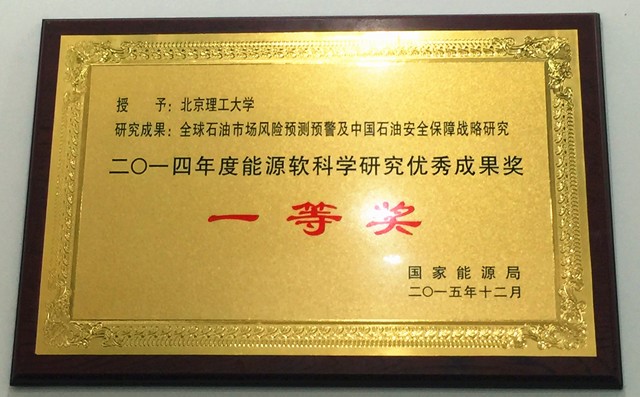 授 予：北京理工大学
研究成果：全球石油市场风险预测预警及中国石油安全保障战略研究
二〇一四年度能源软科学研究优秀成果奖
一等奖
国家能源局
二〇一五年十二月